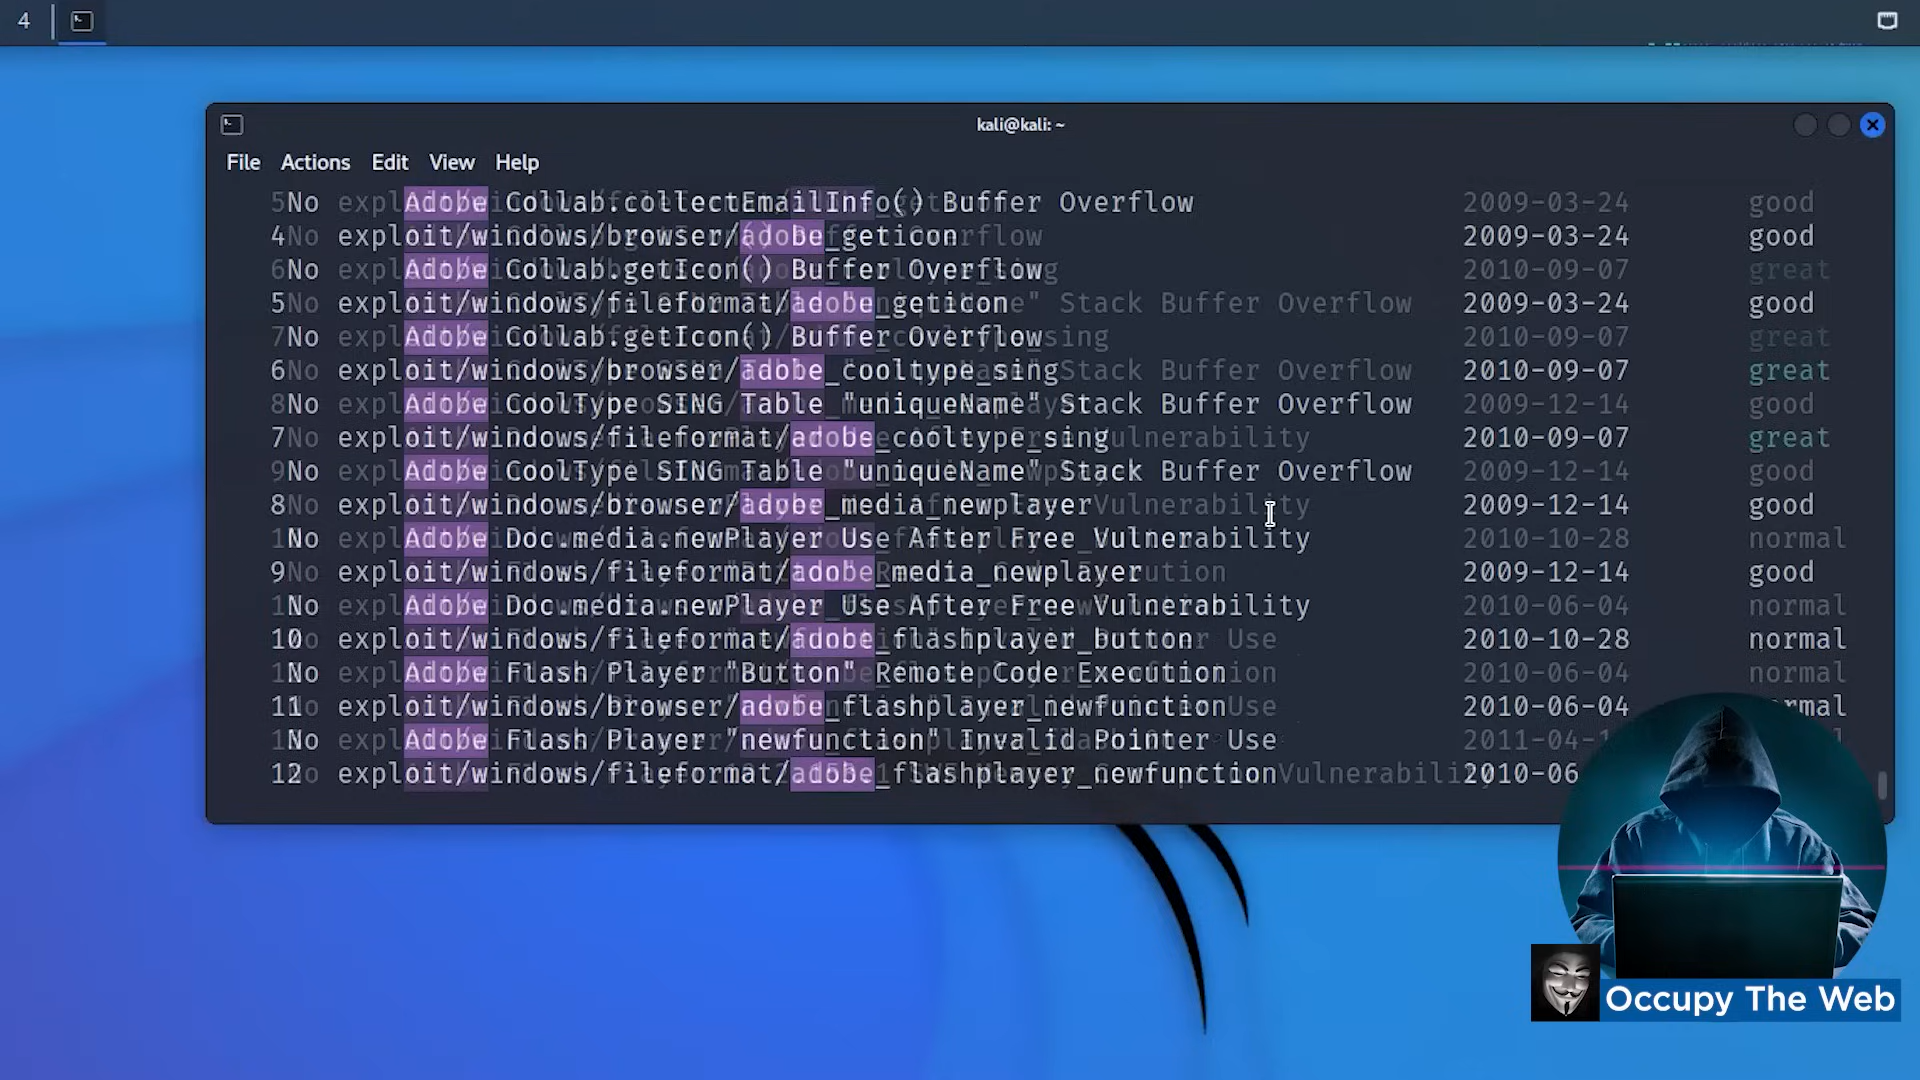 4
kali@kali: ~
File Actions Edit View Help
No Adobe Collab.collectEmailInfo() Buffer Overflow 2009-03-24 good
4 exploit/windows/browser/adobe_geticon 2009-03-24 good
No Adobe Collab.getIcon() Buffer Overflow 2010-09-07 great
5 exploit/windows/fileformat/adobe_geticon 2009-03-24 good
No Adobe Collab.getIcon() Buffer Overflow 2010-09-07 great
6 exploit/windows/browser/adobe_cooltype_sing 2010-09-07 great
No Adobe CoolType SING Table "uniqueName" Stack Buffer Overflow 2009-12-14 good
7 exploit/windows/fileformat/adobe_cooltype_sing 2010-09-07 great
No Adobe CoolType SING Table "uniqueName" Stack Buffer Overflow 2009-12-14 good
8 exploit/windows/browser/adobe_media_newplayer 2009-12-14 good
No Adobe Doc.media.newPlayer Use After Free Vulnerability 2010-10-28 normal
9 exploit/windows/fileformat/adobe_media_newplayer 2009-12-14 good
No Adobe Doc.media.newPlayer Use After Free Vulnerability 2010-06-04 normal
10 exploit/windows/fileformat/adobe_flashplayer_button 2010-10-28 normal
No Adobe Flash Player "Button" Remote Code Execution 2010-06-04 normal
11 exploit/windows/browser/adobe_flashplayer_newfunction 2010-06-04
No Adobe Flash Player "newfunction" Invalid Pointer Use
12 exploit/windows/fileformat/adobe_flashplayer_newfunction 2010-06
Occupy The Web